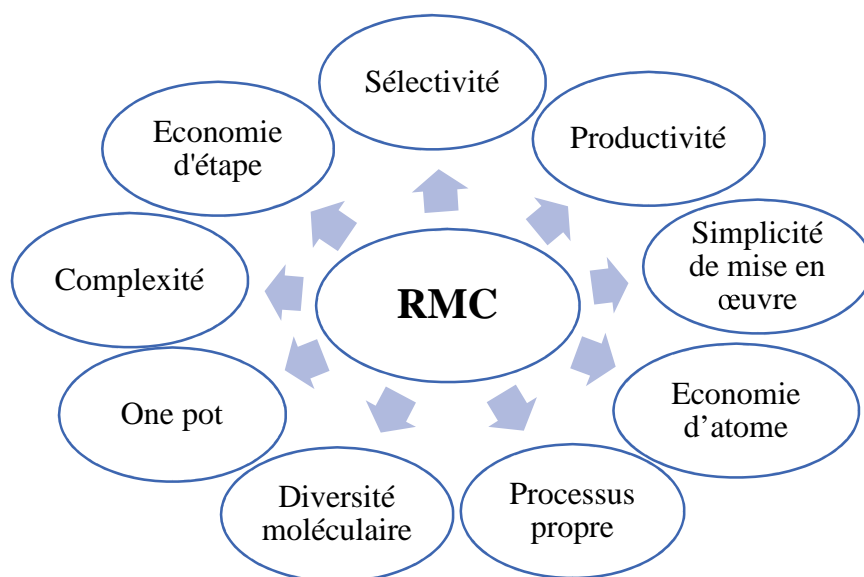 Sélectivité
Productivité
Simplicité
de mise en
œuvre
Economie
d’atome
Processus
propre
Diversité
moléculaire
One pot
Complexité
Economie
d'étape
RMC